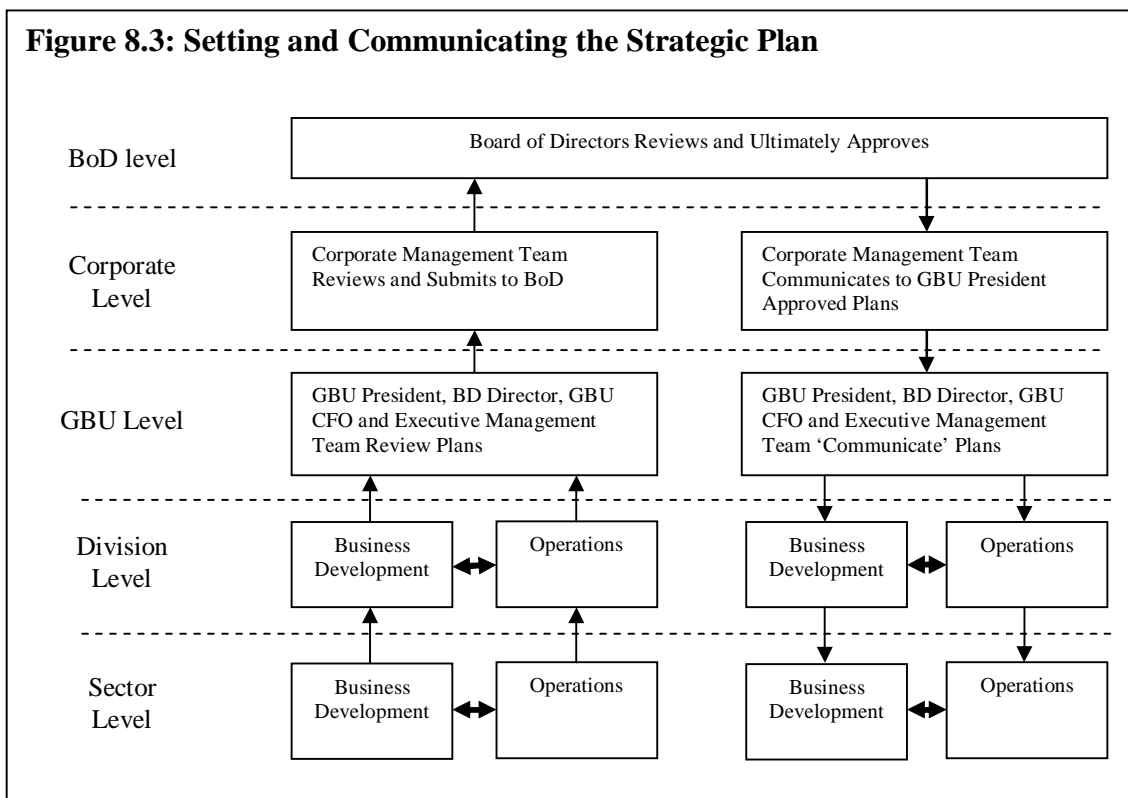 Figure 8.3: Setting and Communicating the Strategic Plan
BoD level
Board of Directors Reviews and Ultimately Approves
Corporate
Level
Corporate Management Team
Reviews and Submits to BoD
Corporate Management Team
Communicates to GBU President
Approved Plans
GBU Level
GBU President, BD Director, GBU
CFO and Executive Management
Team Review Plans
GBU President, BD Director, GBU
CFO and Executive Management
Team ‘Communicate’ Plans
Division
Level
Business
Development
Operations
Business
Development
Operations
Sector
Level
Business
Development
Operations
Business
Development
Operations